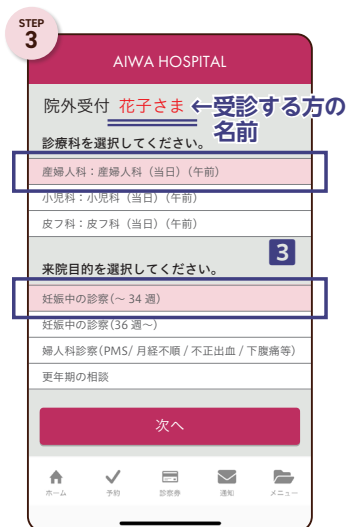 STEP
3
AIWA HOSPITAL
院外受付 花子さま ←受診する方の
名前
診療科を選択してください。
産婦人科：産婦人科（当日）（午前）
小児科：小児科（当日）（午前）
皮フ科：皮フ科（当日）（午前）
3
来院目的を選択してください。
妊娠中の診察（～34週）
妊娠中の診察（36週～）
婦人科診察（PMS/月経不順/不正出血/下腹痛等）
更年期の相談
次へ
ホーム 予約 診察券 通知 メニュー